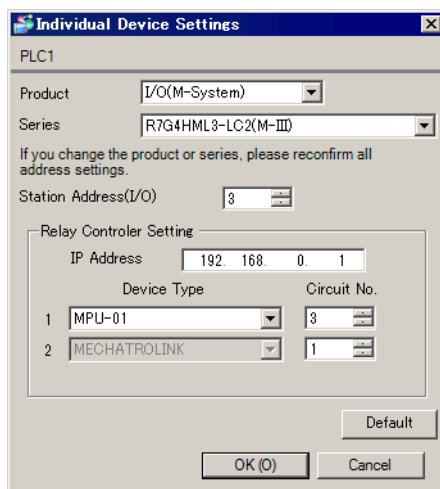 Individual Device Settings
PLC1
Product I/O(M-System)
Series R7G4HML3-LC2(M-Ⅲ)
If you change the product or series, please reconfirm all
address settings.
Station Address(I/O) 3
Relay Controler Setting
IP Address 192. 168. 0. 1
Device Type Circuit No.
1 MPU-01 3
2 MECHATROLINK 1
Default
OK (O) Cancel